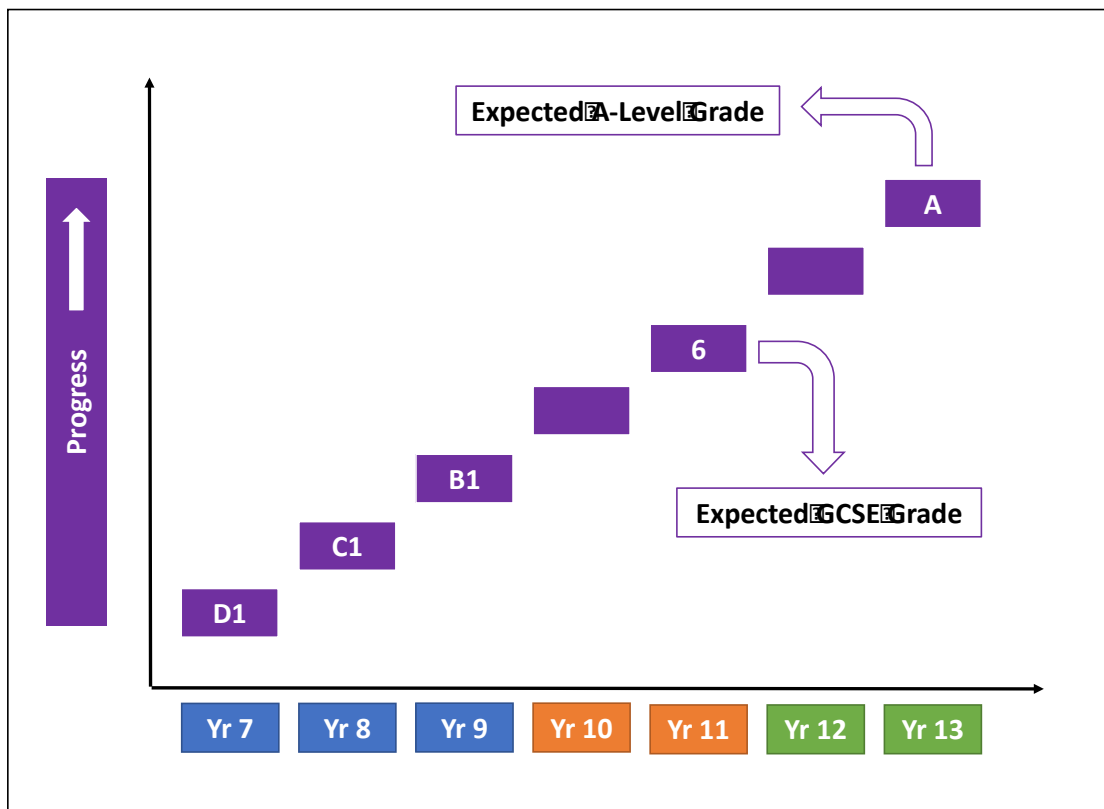 Expected A-Level Grade
A
6
B1
Expected GCSE Grade
C1
D1
Progress
Yr 7 Yr 8 Yr 9 Yr 10 Yr 11 Yr 12 Yr 13